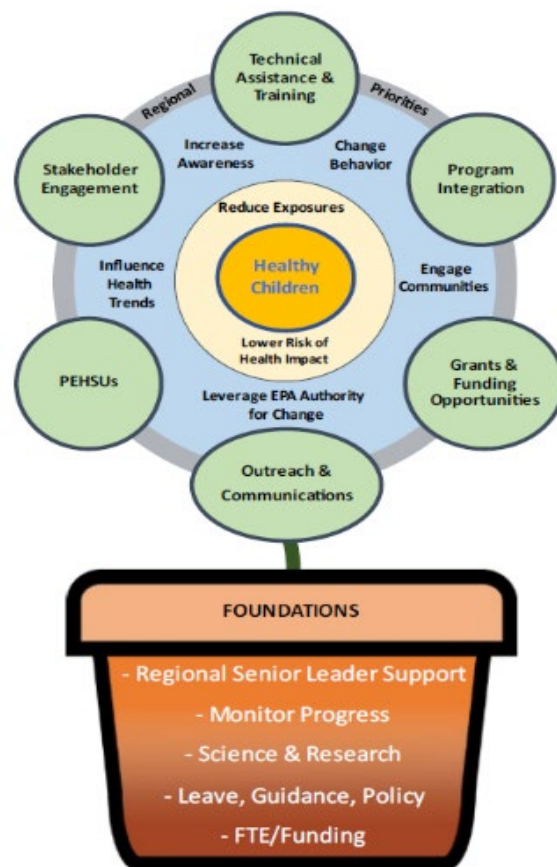 Technical
Assistance &
Training
Regional
Priorities
Increase
Awareness
Change
Behavior
Stakeholder
Engagement
Program
Integration
Reduce Exposures
Healthy
Children
Influence
Health
Trends
Engage
Communities
Lower Risk of
Health Impact
PEHSUs
Grants &
Funding
Opportunities
Leverage EPA Authority
for Change
Outreach &
Communications
FOUNDATIONS
- Regional Senior Leader Support
- Monitor Progress
- Science & Research
- Leave, Guidance, Policy
- FTE/Funding